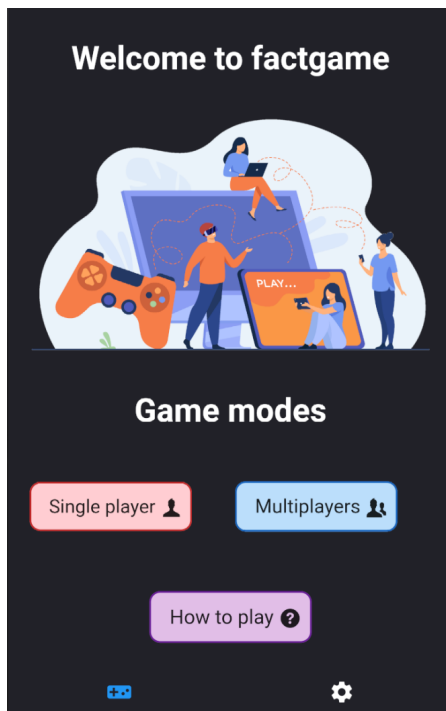 Welcome to factgame
PLAY...
Game modes
Single player
Multiplayers
How to play ?